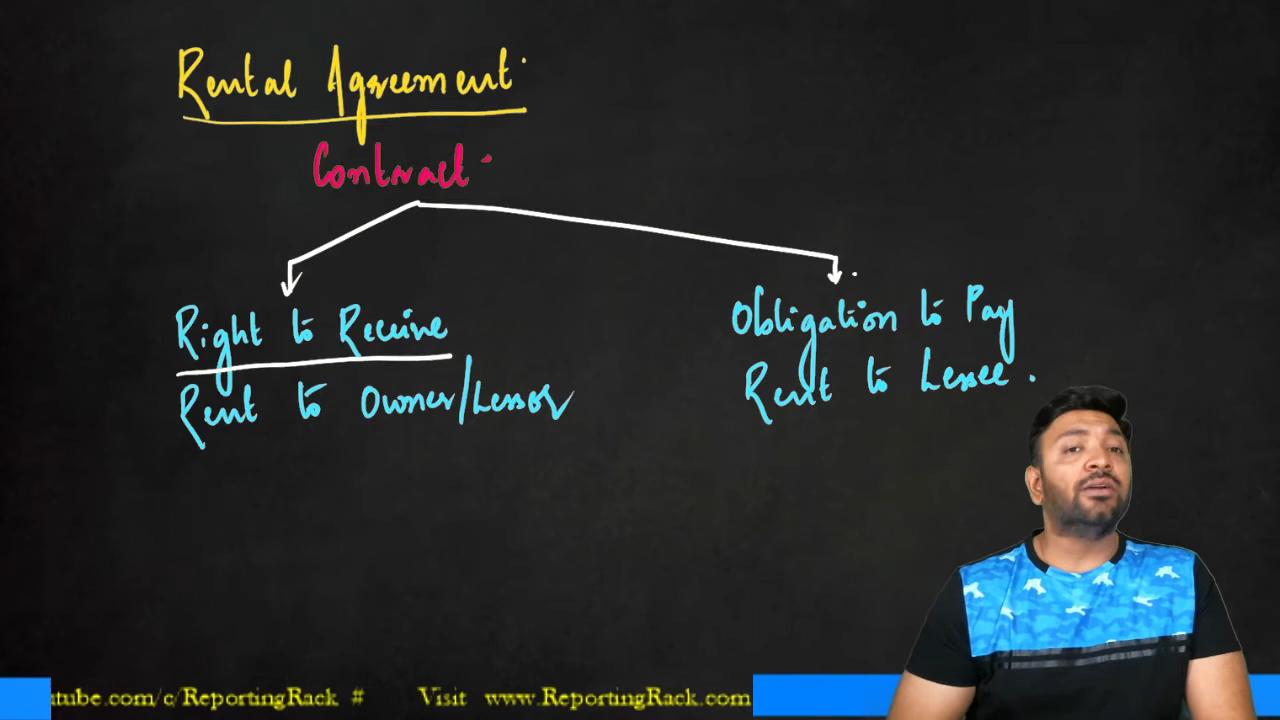 Rental Agreement
Contract
Right to Receive
Rent to Owner/Lessor
Obligation to Pay
Rent to Lessee.
utube.com/c/ReportingRack # Visit www.ReportingRack.com